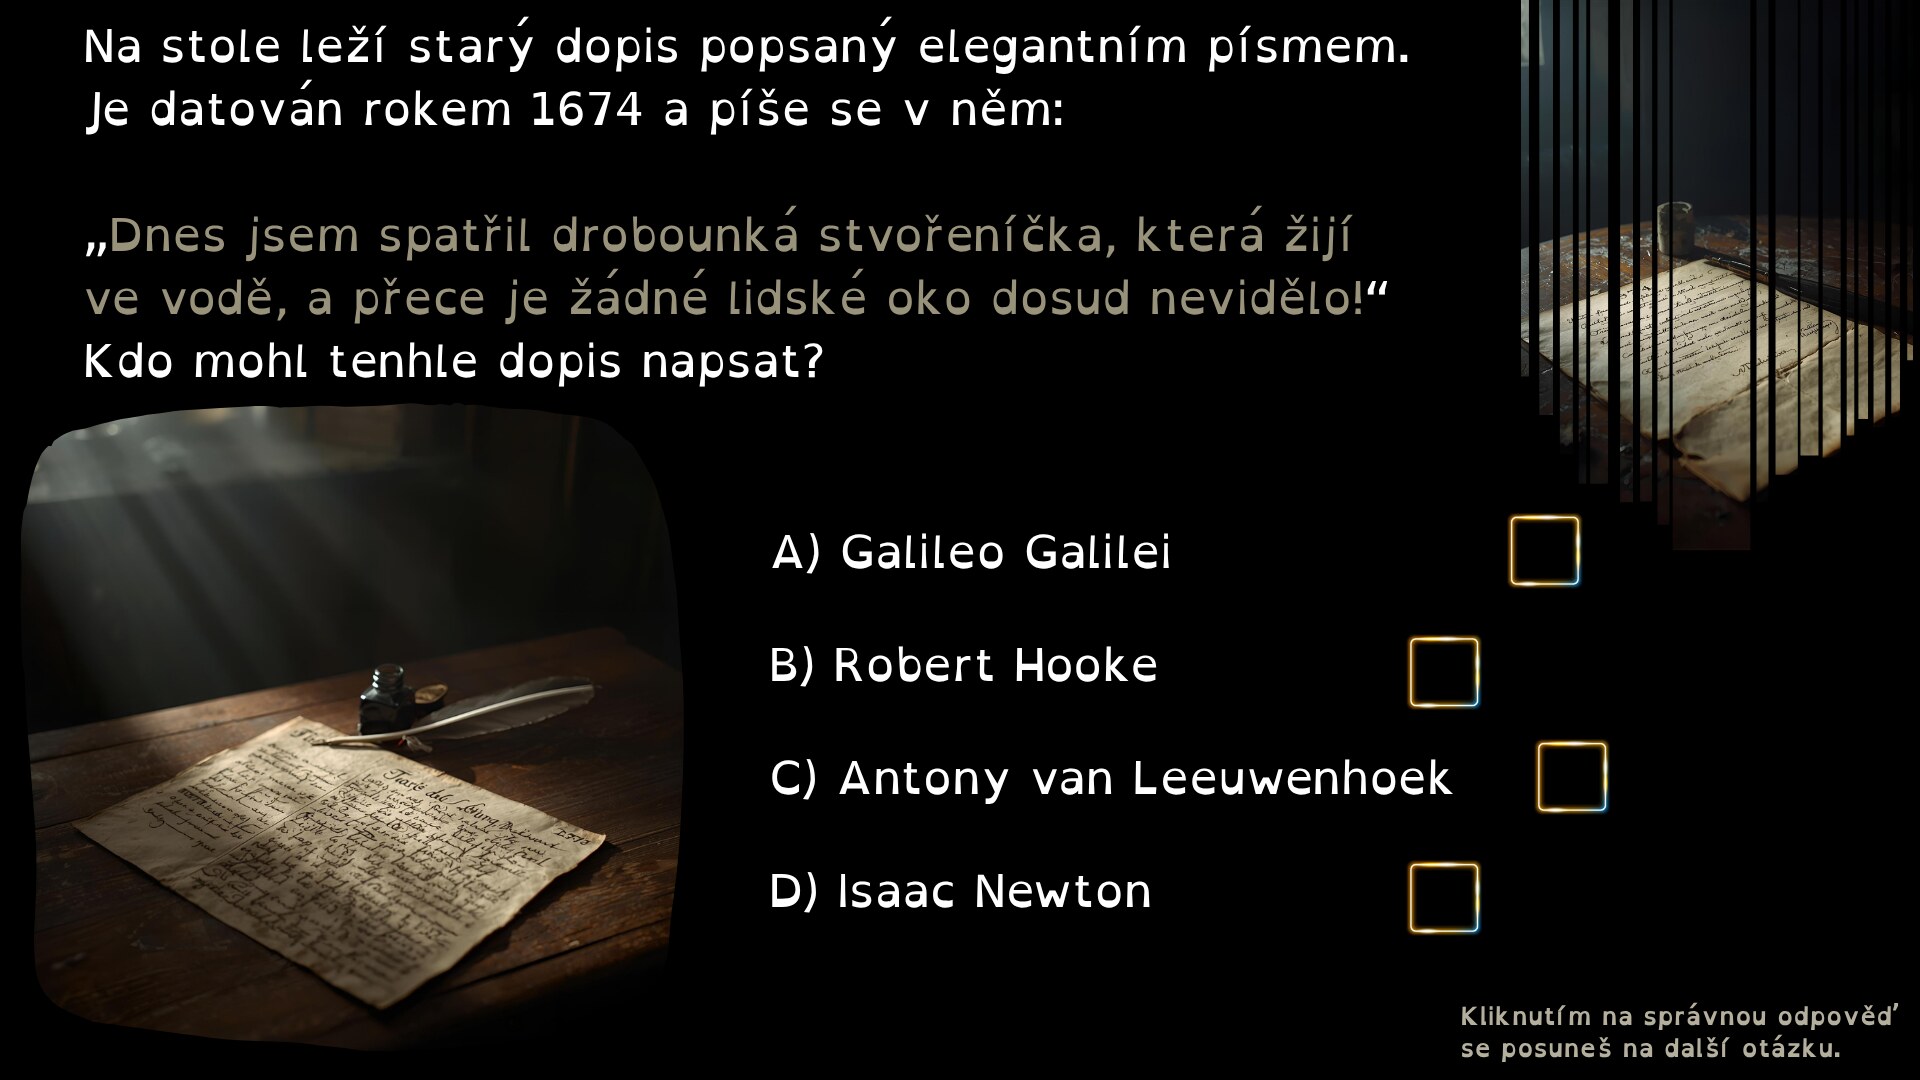 Na stole leží starý dopis popsaný elegantním písmem.
Je datován rokem 1674 a píše se v něm:
„Dnes jsem spatřil drobounká stvořeníčka, která žijí
ve vodě, a přece je žádné lidské oko dosud nevidělo!“
Kdo mohl tenhle dopis napsat?
A) Galileo Galilei
B) Robert Hooke
C) Antony van Leeuwenhoek
D) Isaac Newton
Kliknutím na správnou odpověď
se posuneš na další otázku.